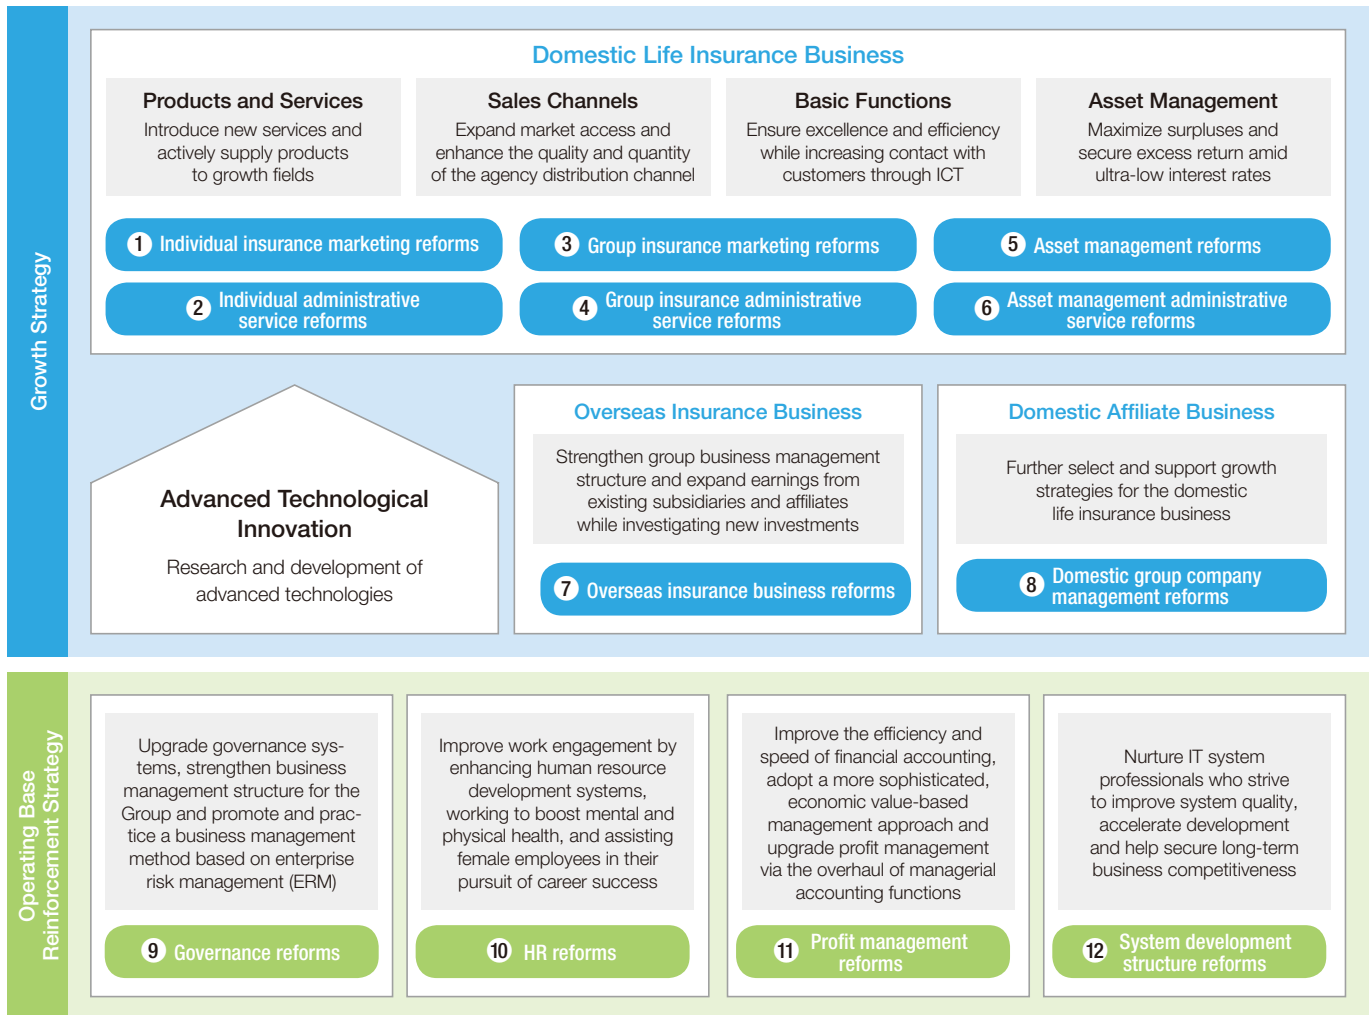 Growth Strategy
Domestic Life Insurance Business
Products and Services
Introduce new services and
actively supply products
to growth fields
Sales Channels
Expand market access and
enhance the quality and quantity
of the agency distribution channel
Basic Functions
Ensure excellence and efficiency
while increasing contact with
customers through ICT
Asset Management
Maximize surpluses and
secure excess return amid
ultra-low interest rates
1 Individual insurance marketing reforms
2 Individual administrative
service reforms
3 Group insurance marketing reforms
4 Group insurance administrative
service reforms
5 Asset management reforms
6 Asset management administrative
service reforms
Advanced Technological
Innovation
Research and development of
advanced technologies
Overseas Insurance Business
Strengthen group business management
structure and expand earnings from
existing subsidiaries and affiliates
while investigating new investments
7 Overseas insurance business reforms
Domestic Affiliate Business
Further select and support growth
strategies for the domestic
life insurance business
8 Domestic group company
management reforms
Operating Base
Reinforcement Strategy
Upgrade governance sys-
tems, strengthen business
management structure for the
Group and promote and prac-
tice a business management
method based on enterprise
risk management (ERM)
9 Governance reforms
Improve work engagement by
enhancing human resource
development systems,
working to boost mental and
physical health, and assisting
female employees in their
pursuit of career success
10 HR reforms
Improve the efficiency and
speed of financial accounting,
adopt a more sophisticated,
economic value-based
management approach and
upgrade profit management
via the overhaul of managerial
accounting functions
11 Profit management
reforms
Nurture IT system
professionals who strive
to improve system quality,
accelerate development
and help secure long-term
business competitiveness
12 System development
structure reforms